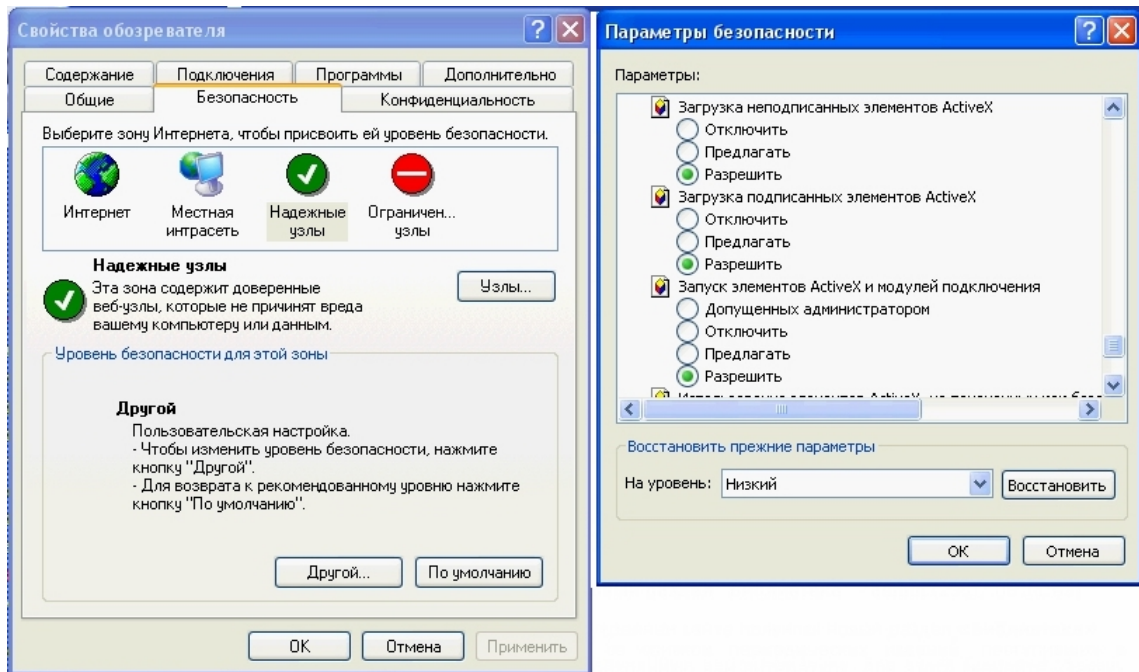 Свойства обозревателя
Содержание
Подключения
Программы
Дополнительно
Общие
Безопасность
Конфиденциальность
Выберите зону Интернета, чтобы присвоить ей уровень безопасности.
Интернет
Местная
интрасеть
Надежные
узлы
Ограничен...
узлы
Надежные узлы
Эта зона содержит доверенные
веб-узлы, которые не причинят вреда
вашему компьютеру или данным.
Узлы...
Уровень безопасности для этой зоны
Другой
Пользовательская настройка.
- Чтобы изменить уровень безопасности, нажмите
кнопку "Другой".
- Для возврата к рекомендованному уровню нажмите
кнопку "По умолчанию".
Другой...
По умолчанию
OK
Отмена
Применить
Параметры безопасности
Параметры:
Загрузка неподписанных элементов ActiveX
Отключить
Предлагать
Разрешить
Загрузка подписанных элементов ActiveX
Отключить
Предлагать
Разрешить
Запуск элементов ActiveX и модулей подключения
Допущенных администратором
Отключить
Предлагать
Разрешить
Восстановить прежние параметры
На уровень: Низкий
Восстановить
OK
Отмена